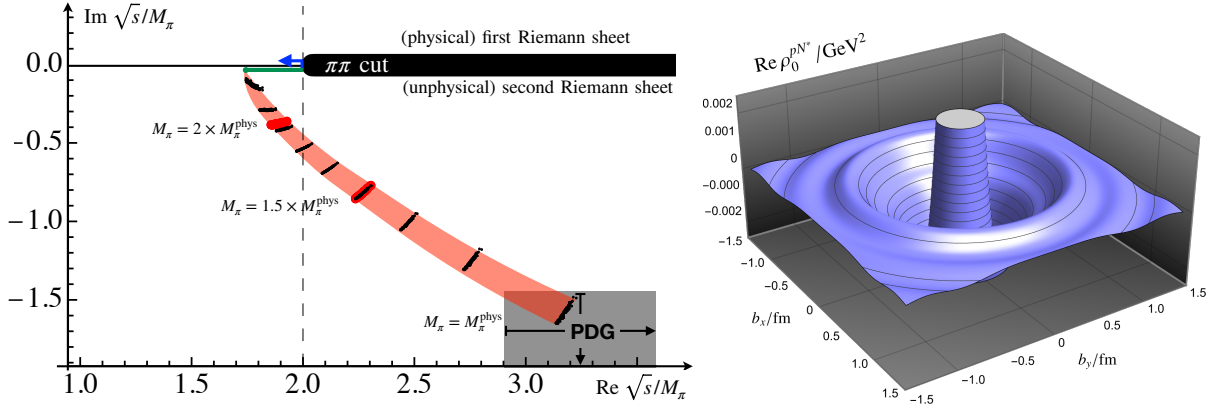 Im √s/M_π
(physical) first Riemann sheet
ππ cut
(unphysical) second Riemann sheet
M_π = 2 × M_π^phys
M_π = 1.5 × M_π^phys
M_π = M_π^phys
PDG
0.0
−0.5
−1.0
−1.5
1.0
1.5
2.0
2.5
3.0
Re √s/M_π
Re ρ_0^{pN*}/GeV²
0.002
0.001
0
-0.000
-0.002
-1.5
-1.0
-0.5
0
0.5
1.0
1.5
b_x/fm
-1.5
-1.0
-0.5
0
0.5
1.0
1.5
b_y/fm